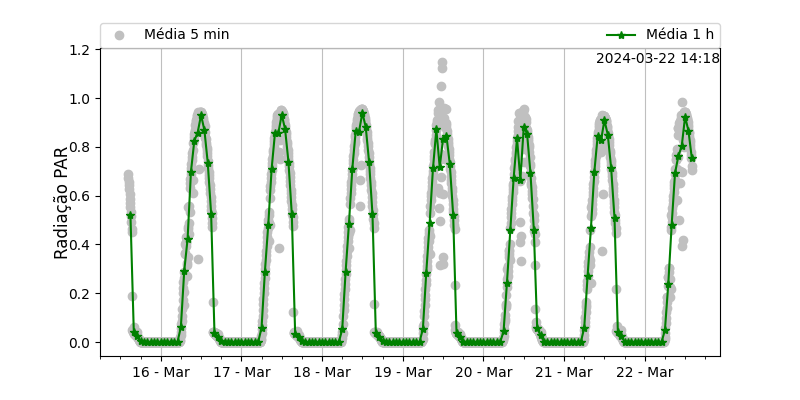 Média 5 min
Média 1 h
2024-03-22 14:18
Radiação PAR
1.2
1.0
0.8
0.6
0.4
0.2
0.0
16 - Mar
17 - Mar
18 - Mar
19 - Mar
20 - Mar
21 - Mar
22 - Mar